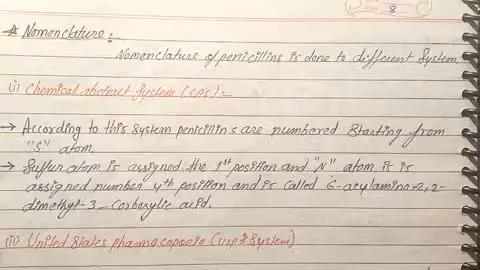 8
* Nomenclature:
Nomenclature of penicillins is done to different system
(i) Chemical abstract System (CAS):-
→ According to this system penicillins are numbered starting from
"S" atom.
→ Sulfur atom is assigned the 1st position and "N" atom is is
assigned number 4th position and is called 6-acylamino-2,2-
dimethyl-3-Carboxylic acid.
(ii) United States pharmacopoeia (usp System)